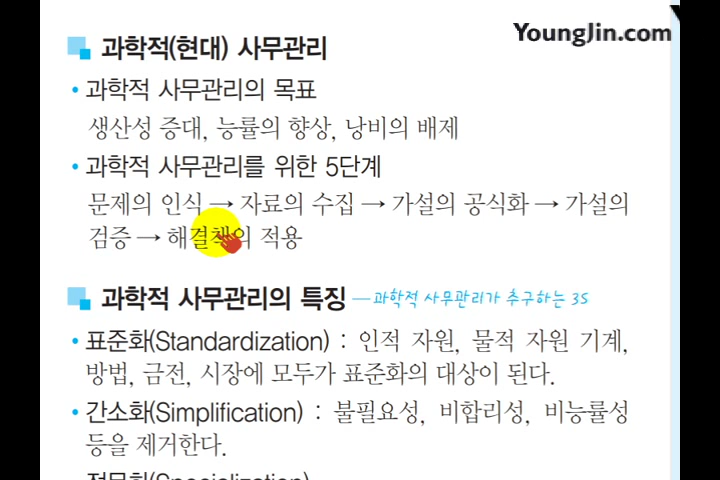 YoungJin.com
과학적(현대) 사무관리
• 과학적 사무관리의 목표
생산성 증대, 능률의 향상, 낭비의 배제
• 과학적 사무관리를 위한 5단계
문제의 인식 → 자료의 수집 → 가설의 공식화 → 가설의
검증 → 해결책의 적용
과학적 사무관리의 특징 — 과학적 사무관리가 추구하는 3S
• 표준화(Standardization) : 인적 자원, 물적 자원 기계,
방법, 금전, 시장에 모두가 표준화의 대상이 된다.
• 간소화(Simplification) : 불필요성, 비합리성, 비능률성
등을 제거한다.
전문화(Specialization)